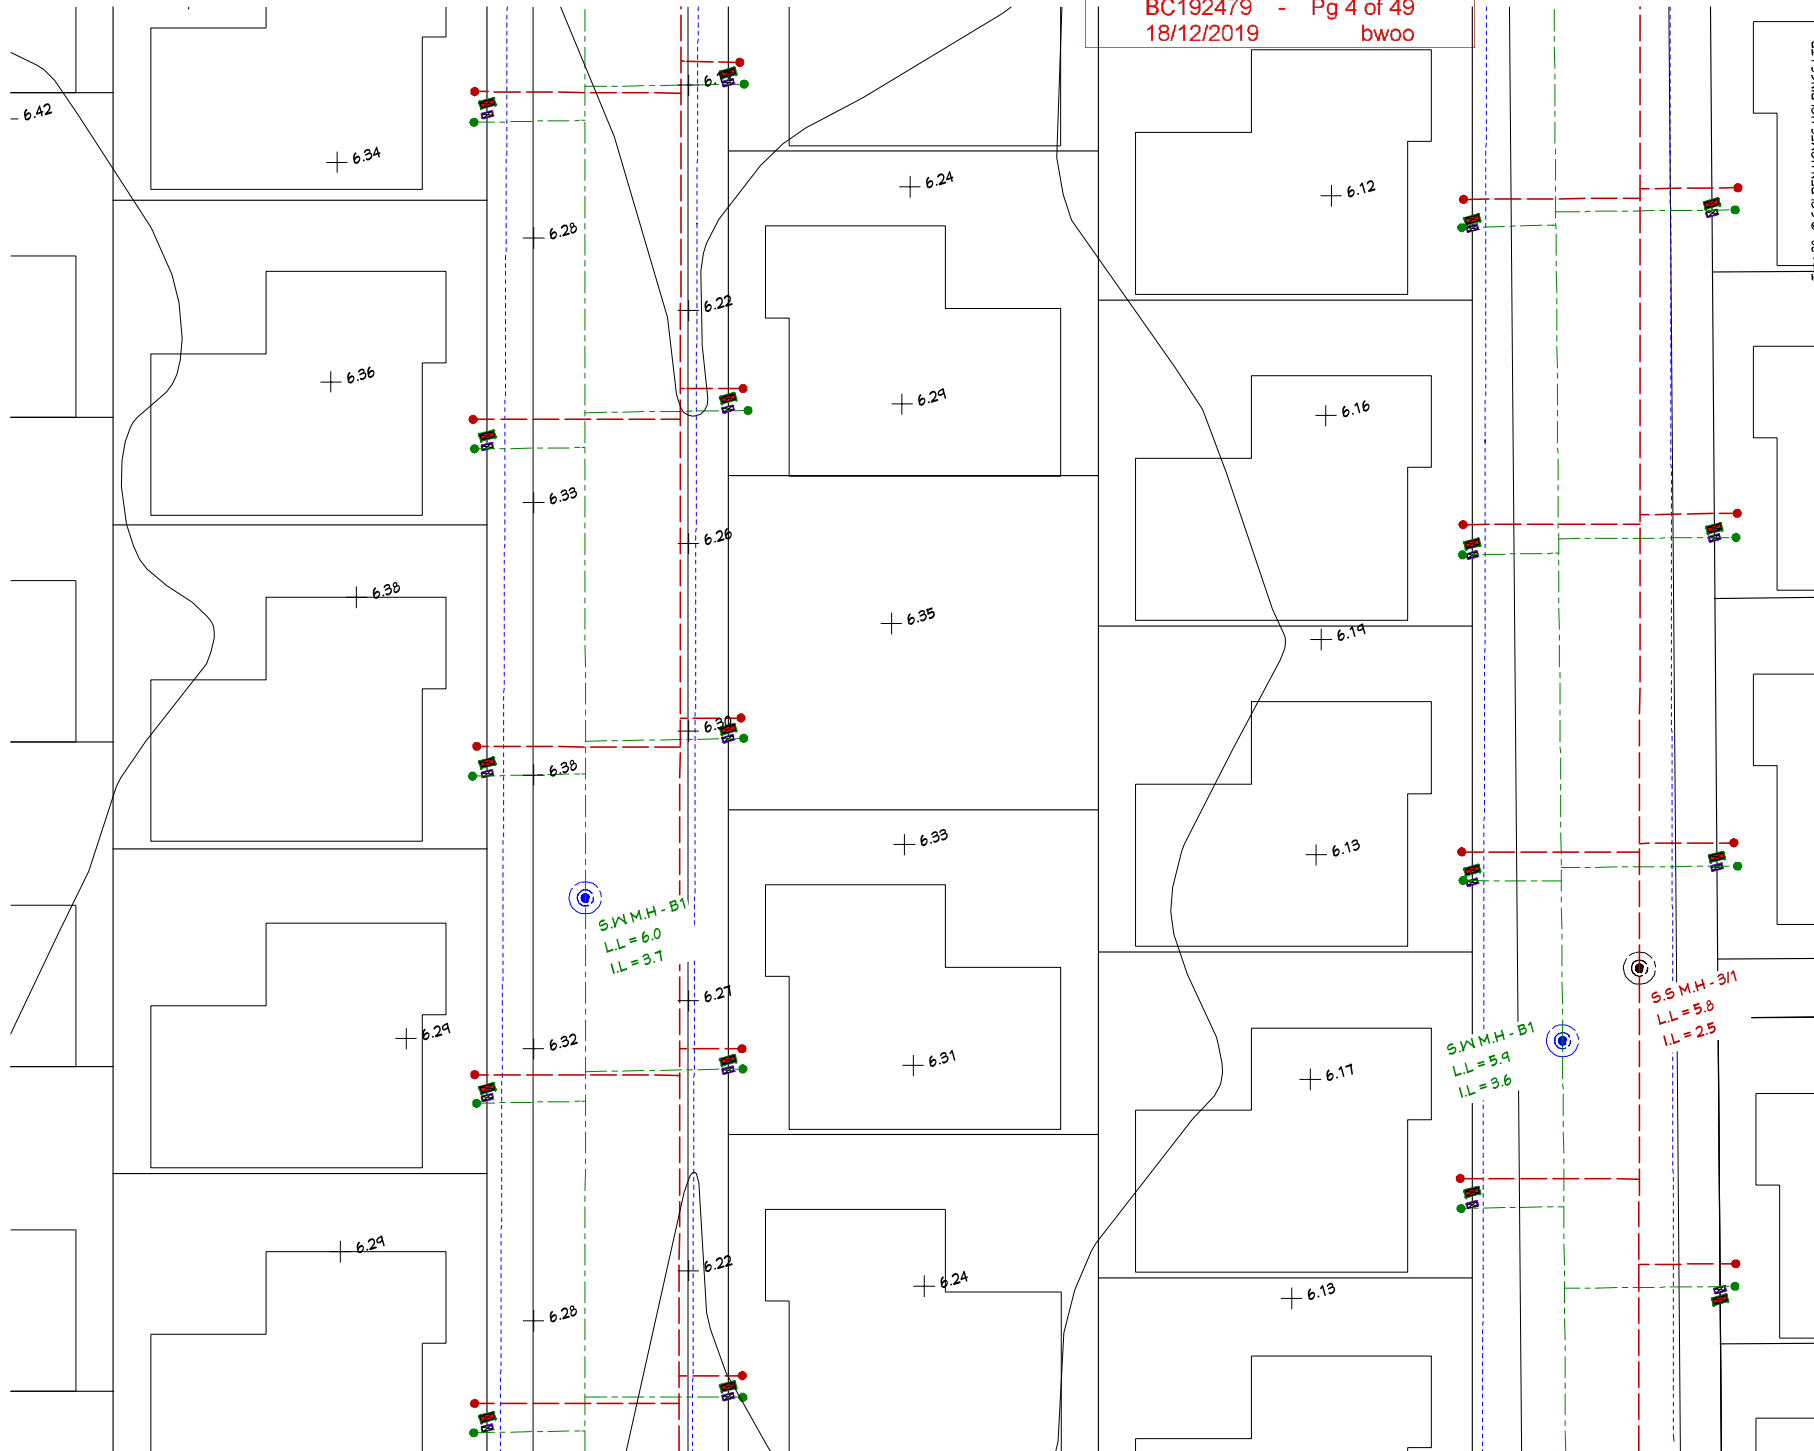 BC192479 - Pg 4 of 49
18/12/2019 bwoo
6.42
6.34
6.24
6.12
6.28
6.22
6.36
6.29
6.16
6.33
6.26
6.38
6.35
6.19
6.30
6.38
6.33
6.13
S.W M.H - B1
L.L = 6.0
I.L = 3.7
6.27
S.S M.H - 3/1
L.L = 5.8
I.L = 2.5
6.29
6.32
6.31
6.17
S.W M.H - B1
L.L = 5.9
I.L = 3.6
6.29
6.22
6.24
6.13
6.28